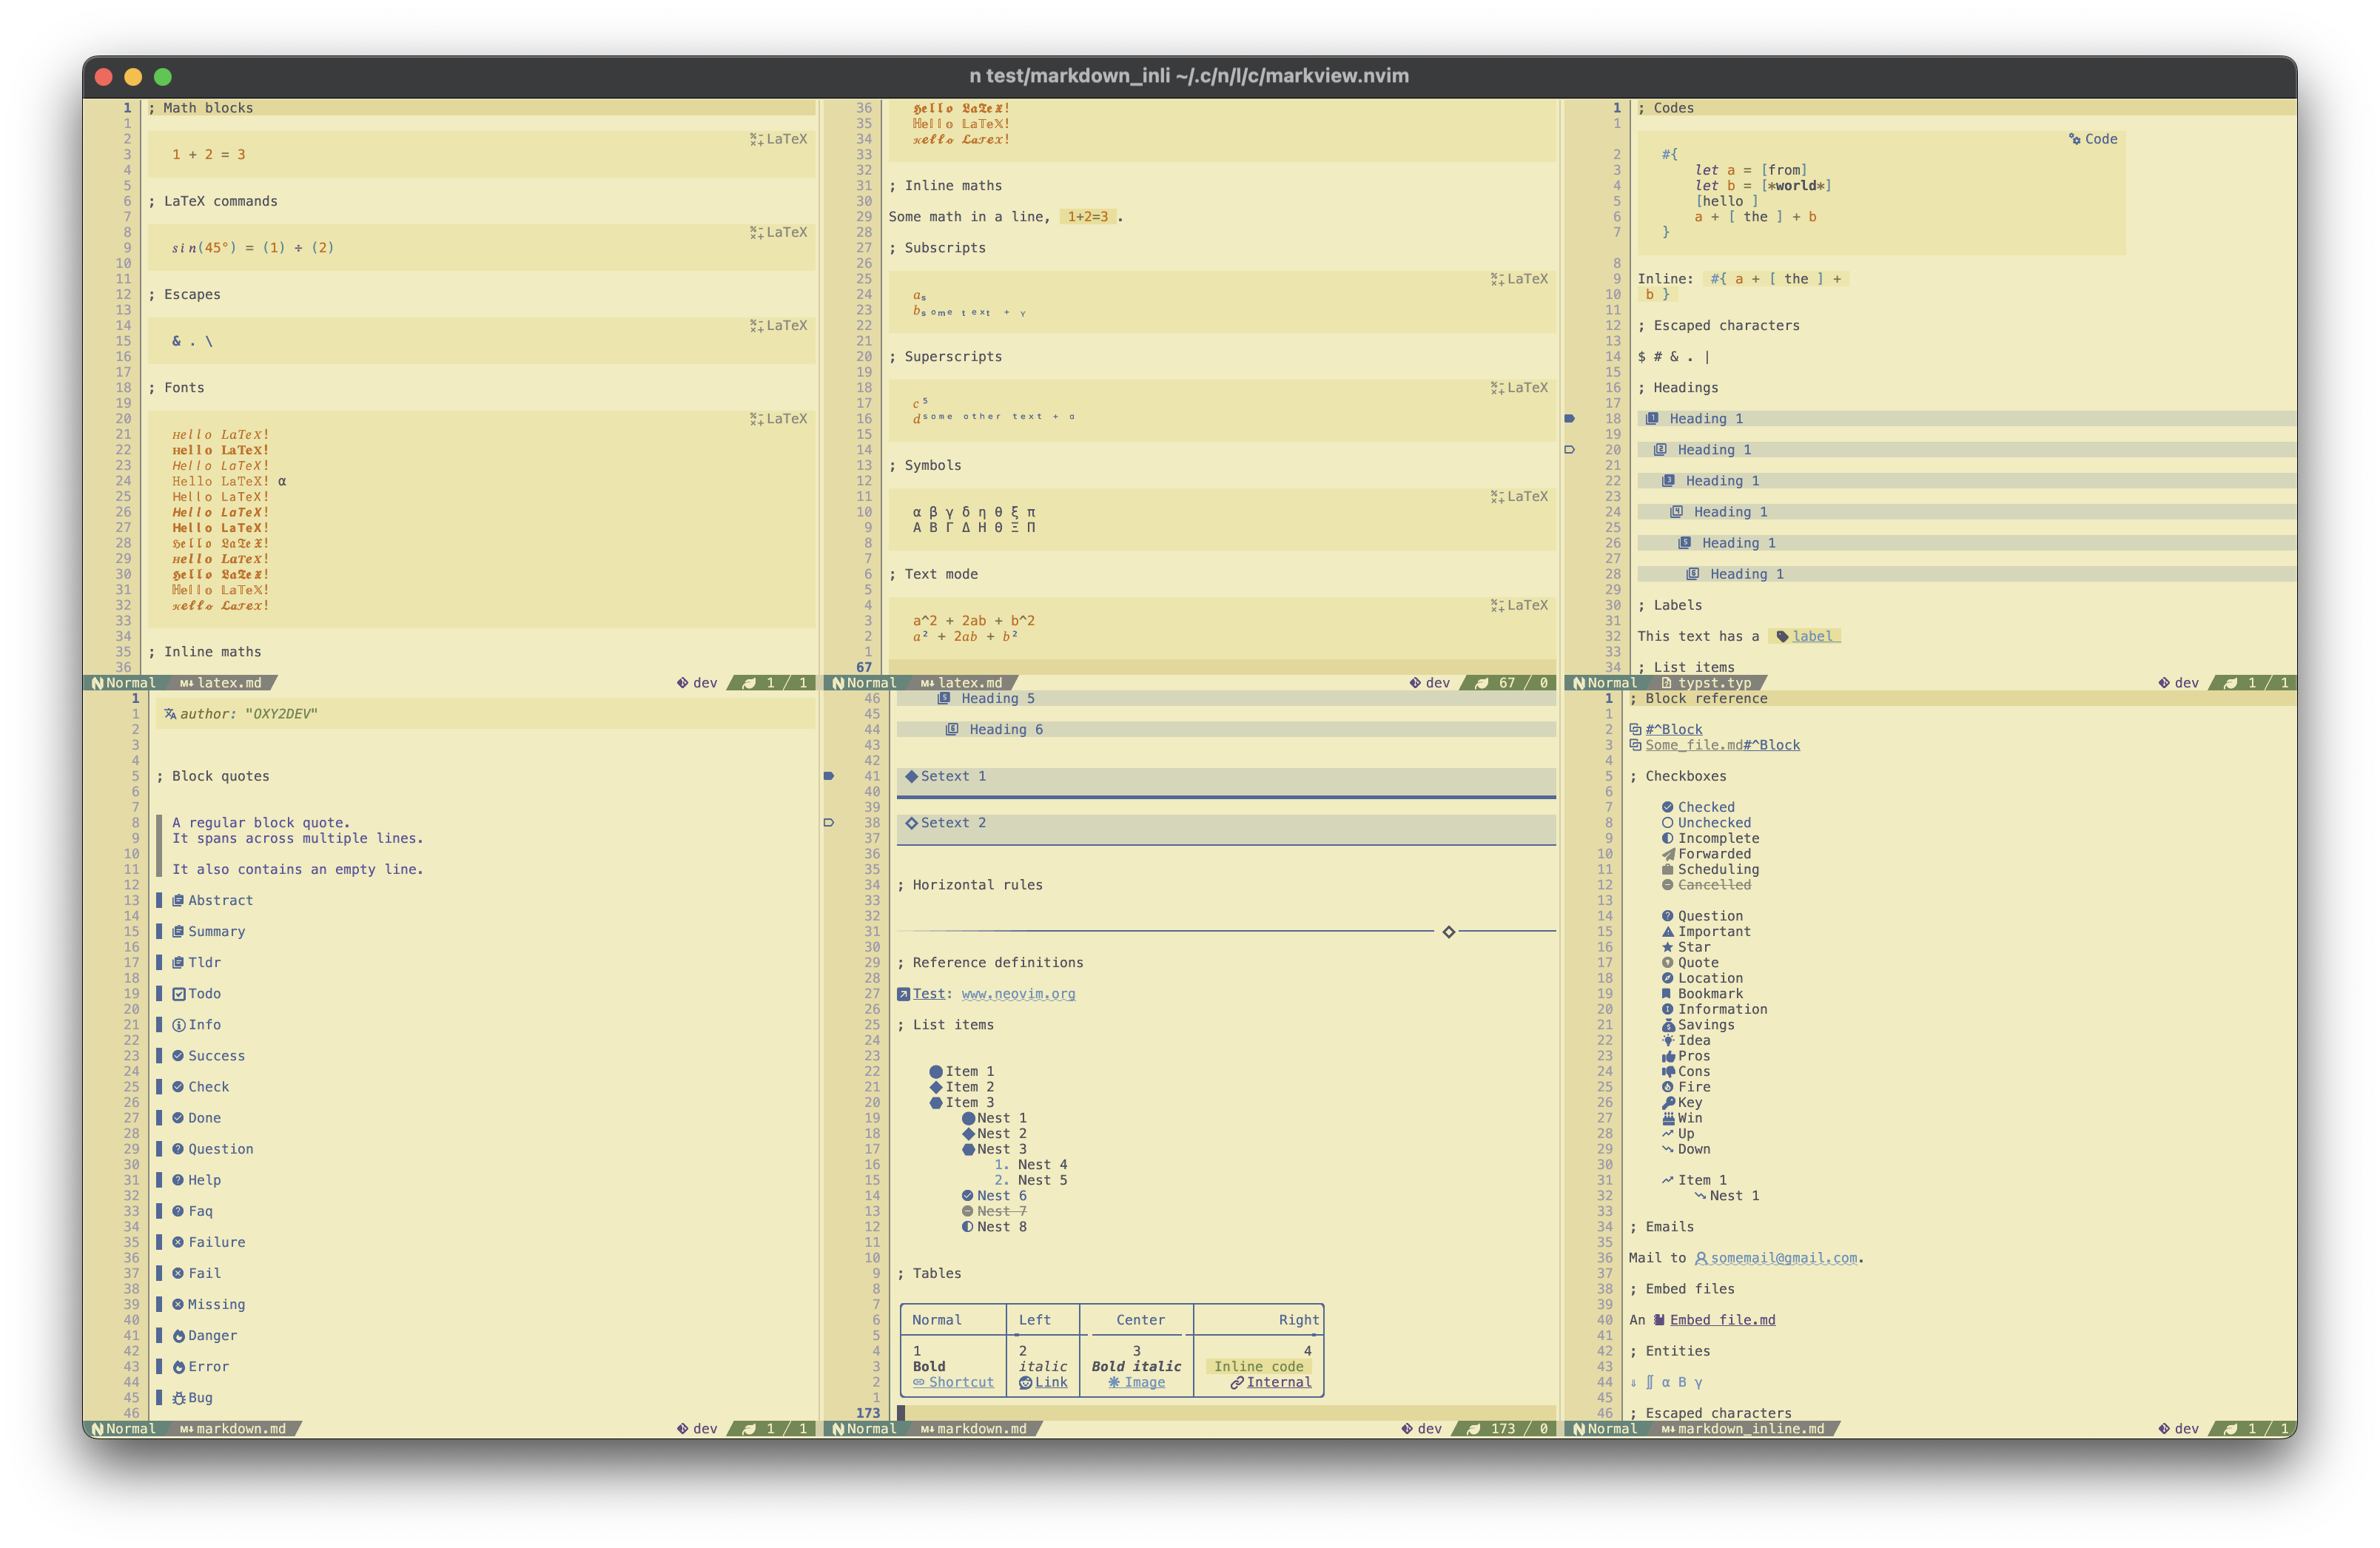 n test/markdown_inli ~/.c/n/l/c/markview.nvim
1 ; Math blocks
1
2 LaTeX
3 1 + 2 = 3
4
5
6 ; LaTeX commands
7
8 LaTeX
9 sin(45°) = (1) ÷ (2)
10
11
12 ; Escapes
13
14 LaTeX
15 & . \
16
17
18 ; Fonts
19
20 LaTeX
21 Hello LaTeX!
22 Hello LaTeX!
23 Hello LaTeX!
24 Hello LaTeX! α
25 Hello LaTeX!
26 Hello LaTeX!
27 Hello LaTeX!
28 Hello LaTeX!
29 Hello LaTeX!
30 Hello LaTeX!
31 Hello LaTeX!
32 Hello LaTeX!
33
34
35 ; Inline maths
36
Normal latex.md dev 1 / 1
36 Hello LaTeX!
35 Hello LaTeX!
34 Hello LaTeX!
33
32
31 ; Inline maths
30
29 Some math in a line, 1+2=3 .
28
27 ; Subscripts
26
25 LaTeX
24 aₛ
23 bₛₒₘₑ ₜₑₓₜ ₊ ᵧ
22
21
20 ; Superscripts
19
18 LaTeX
17 c⁵
16 dˢᵒᵐᵉ ᵒᵗʰᵉʳ ᵗᵉˣᵗ ⁺ ᵅ
15
14
13 ; Symbols
12
11 LaTeX
10 α β γ δ η θ ξ π
9 Α Β Γ Δ Η Θ Ξ Π
8
7
6 ; Text mode
5
4 LaTeX
3 a^2 + 2ab + b^2
2 a² + 2ab + b²
1
67
Normal latex.md dev 67 / 0
1 ; Codes
1
Code
2 #{
3 let a = [from]
4 let b = [*world*]
5 [hello ]
6 a + [ the ] + b
7 }
8
9 Inline: #{ a + [ the ] +
10 b }
11
12 ; Escaped characters
13
14 $ # & . |
15
16 ; Headings
17
18 1 Heading 1
19
20 2 Heading 1
21
22 3 Heading 1
23
24 4 Heading 1
25
26 5 Heading 1
27
28 6 Heading 1
29
30 ; Labels
31
32 This text has a label
33
34 ; List items
Normal typst.typ dev 1 / 1
1
1 author: "OXY2DEV"
2
3
4
5 ; Block quotes
6
7
8 A regular block quote.
9 It spans across multiple lines.
10
11 It also contains an empty line.
12
13 Abstract
14
15 Summary
16
17 Tldr
18
19 Todo
20
21 Info
22
23 Success
24
25 Check
26
27 Done
28
29 Question
30
31 Help
32
33 Faq
34
35 Failure
36
37 Fail
38
39 Missing
40
41 Danger
42
43 Error
44
45 Bug
46
Normal markdown.md dev 1 / 1
46 5 Heading 5
45
44 6 Heading 6
43
42
41 Setext 1
40
39
38 Setext 2
37
36
35
34 ; Horizontal rules
33
32
31
30
29 ; Reference definitions
28
27 Test: www.neovim.org
26
25 ; List items
24
23
22 Item 1
21 Item 2
20 Item 3
19 Nest 1
18 Nest 2
17 Nest 3
16 1. Nest 4
15 2. Nest 5
14 Nest 6
13 Nest 7
12 Nest 8
11
10
9 ; Tables
8
7
6 Normal Left Center Right
5
4 1 2 3 4
3 Bold italic Bold italic Inline code
2 Shortcut Link Image Internal
1
173
Normal markdown.md dev 173 / 0
1 ; Block reference
1
2 #^Block
3 Some_file.md#^Block
4
5 ; Checkboxes
6
7 Checked
8 Unchecked
9 Incomplete
10 Forwarded
11 Scheduling
12 Cancelled
13
14 Question
15 Important
16 Star
17 Quote
18 Location
19 Bookmark
20 Information
21 Savings
22 Idea
23 Pros
24 Cons
25 Fire
26 Key
27 Win
28 Up
29 Down
30
31 Item 1
32 Nest 1
33
34 ; Emails
35
36 Mail to somemail@gmail.com.
37
38 ; Embed files
39
40 An Embed file.md
41
42 ; Entities
43
44 ⇓ ∬ α Β γ
45
46 ; Escaped characters
Normal markdown_inline.md dev 1 / 1